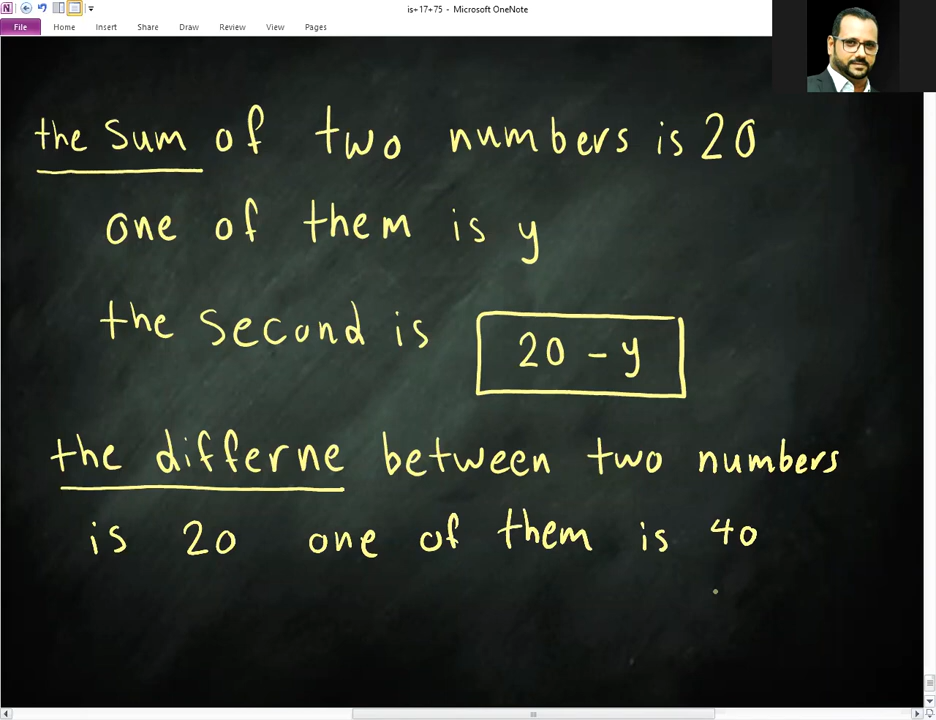 is+17+75 - Microsoft OneNote
File Home Insert Share Draw Review View Pages
the Sum of two numbers is 20
one of them is y
the second is 20 - y
the differne between two numbers
is 20 one of them is 40